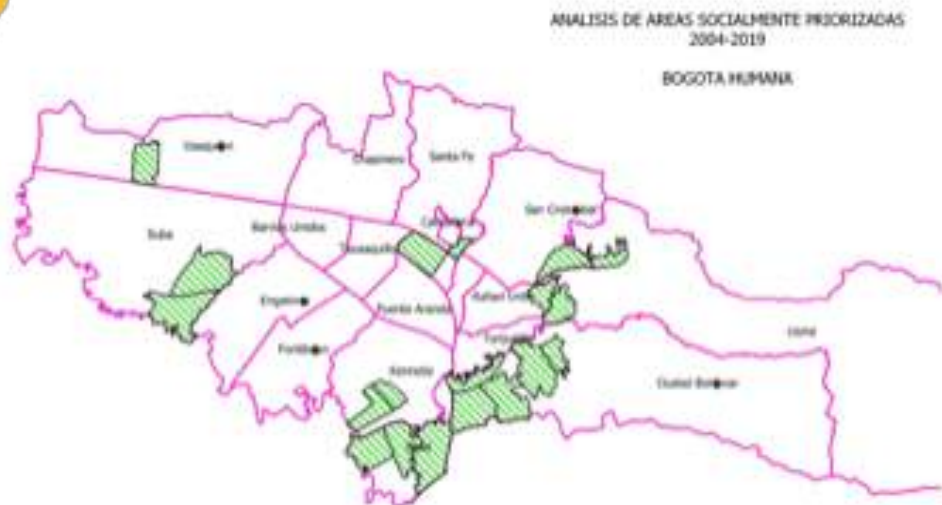 ANALISIS DE AREAS SOCIALMENTE PRIORIZADAS
2004-2019
BOGOTA HUMANA
Usaquen
Chapinero
Santa Fe
San Cristobal
Suba
Barrios Unidos
Teusaquillo
Engativa
Puente Aranda
Rafael Uribe
Fontibon
Kennedy
Tunjuelito
Usme
Ciudad Bolivar